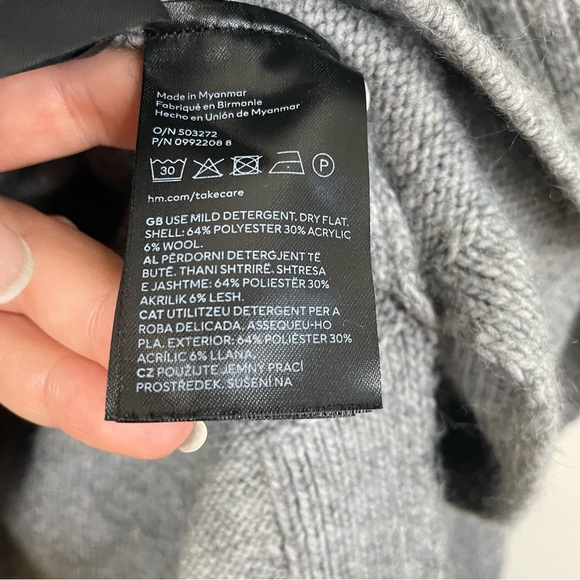 Made in Myanmar
Fabriqué en Birmanie
Hecho en Unión de Myanmar
O/N 503272
P/N 0992208 8
30 P
hm.com/takecare
GB USE MILD DETERGENT. DRY FLAT.
SHELL: 64% POLYESTER 30% ACRYLIC
6% WOOL.
AL PËRDORNI DETERGJENT TË
BUTË. THANI SHTRIRË. SHTRESA
E JASHTME: 64% POLIESTËR 30%
AKRILIK 6% LESH.
CAT UTILITZEU DETERGENT PER A
ROBA DELICADA. ASSEQUEU-HO
PLA. EXTERIOR: 64% POLIÈSTER 30%
ACRÍLIC 6% LLANA.
CZ POUŽIJTE JEMNÝ PRACÍ
PROSTŘEDEK. SUŠENÍ NA